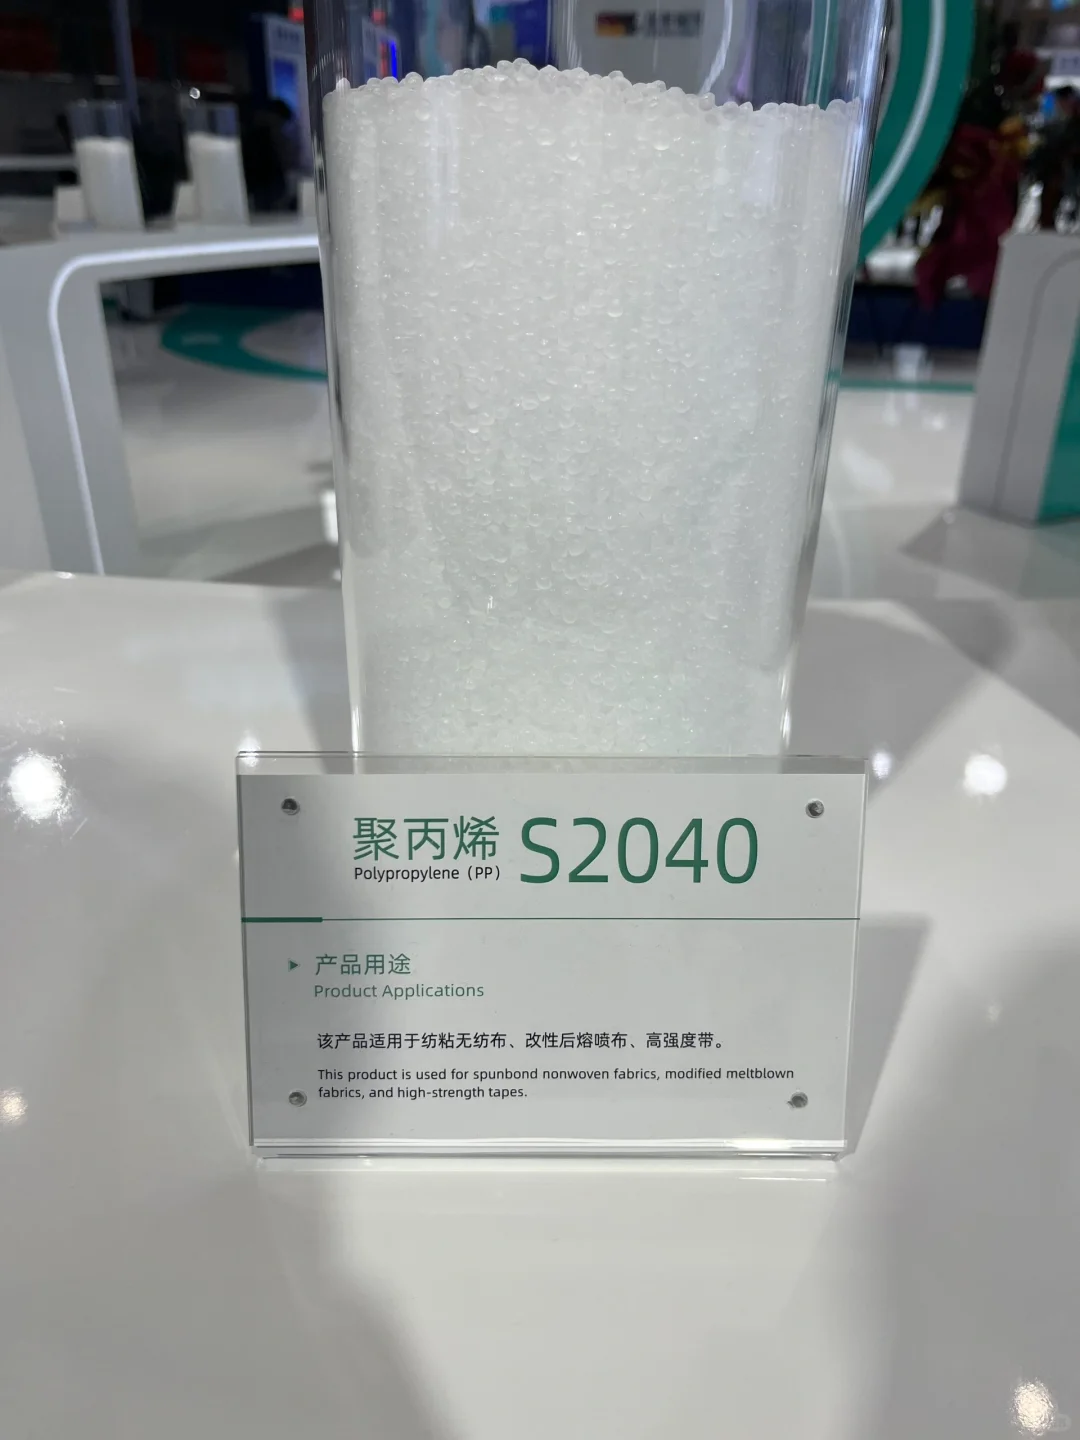 聚丙烯 S2040
Polypropylene（PP）
产品用途
Product Applications
该产品适用于纺粘无纺布、改性后熔喷布、高强度带。
This product is used for spunbond nonwoven fabrics, modified meltblown
fabrics, and high-strength tapes.